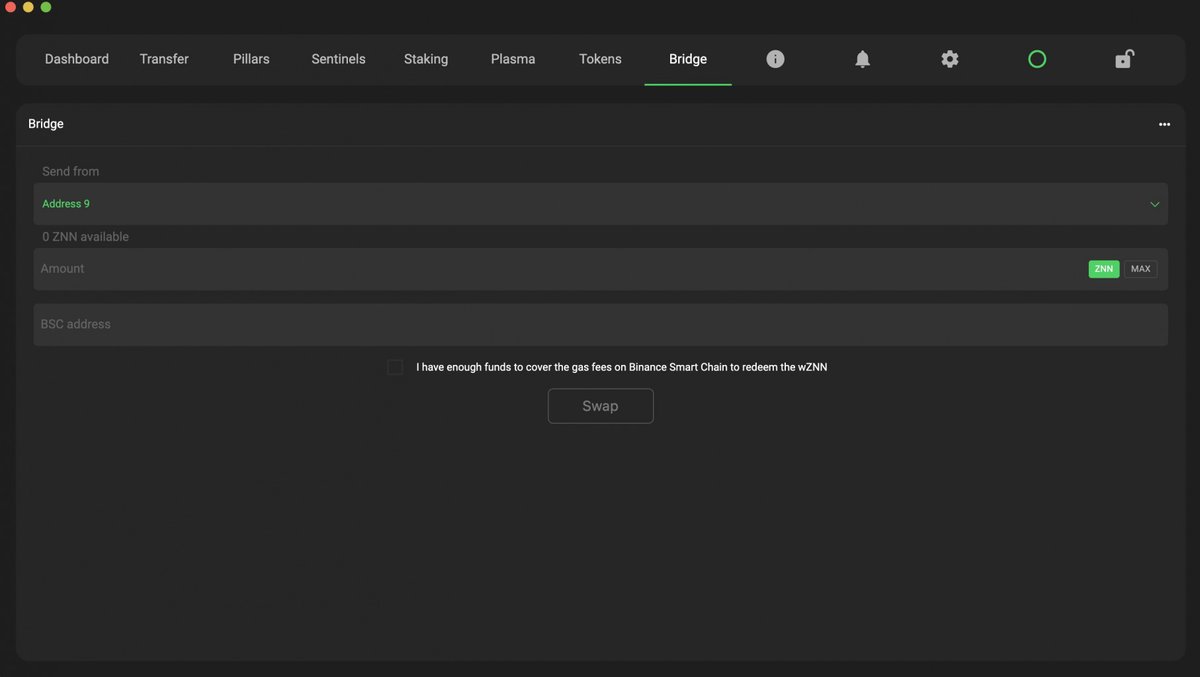 Dashboard Transfer Pillars Sentinels Staking Plasma Tokens Bridge
Bridge
Send from
Address 9
0 ZNN available
Amount ZNN MAX
BSC address
I have enough funds to cover the gas fees on Binance Smart Chain to redeem the wZNN
Swap